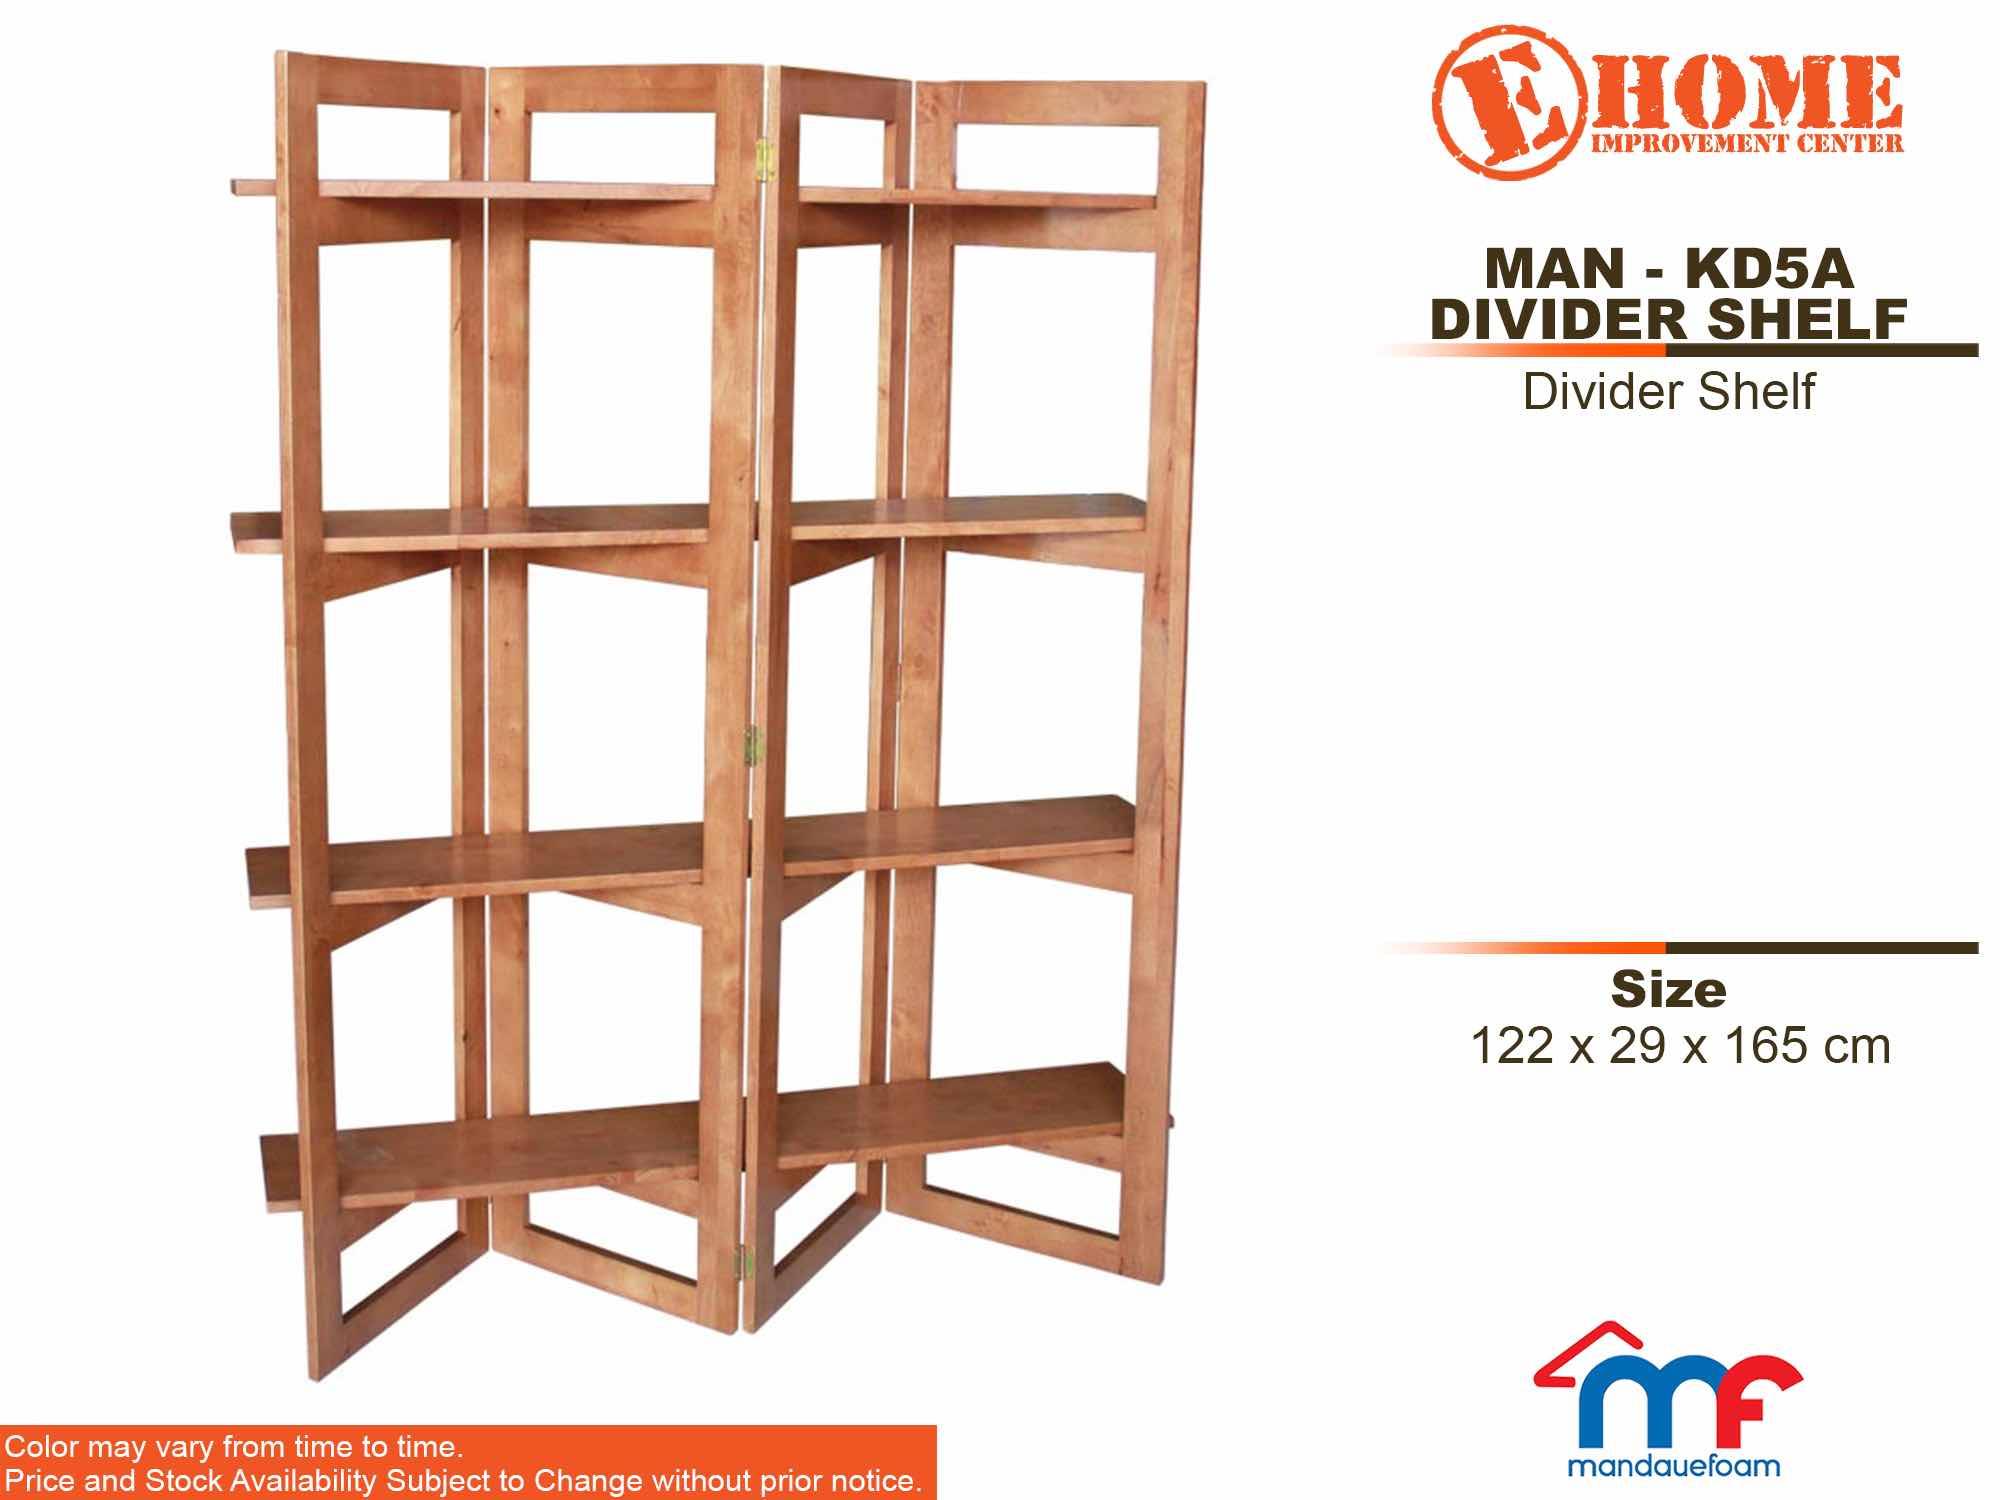 E HOME
IMPROVEMENT CENTER
MAN - KD5A
DIVIDER SHELF
Divider Shelf
Size
122 x 29 x 165 cm
mf
mandauefoam
Color may vary from time to time.
Price and Stock Availability Subject to Change without prior notice.